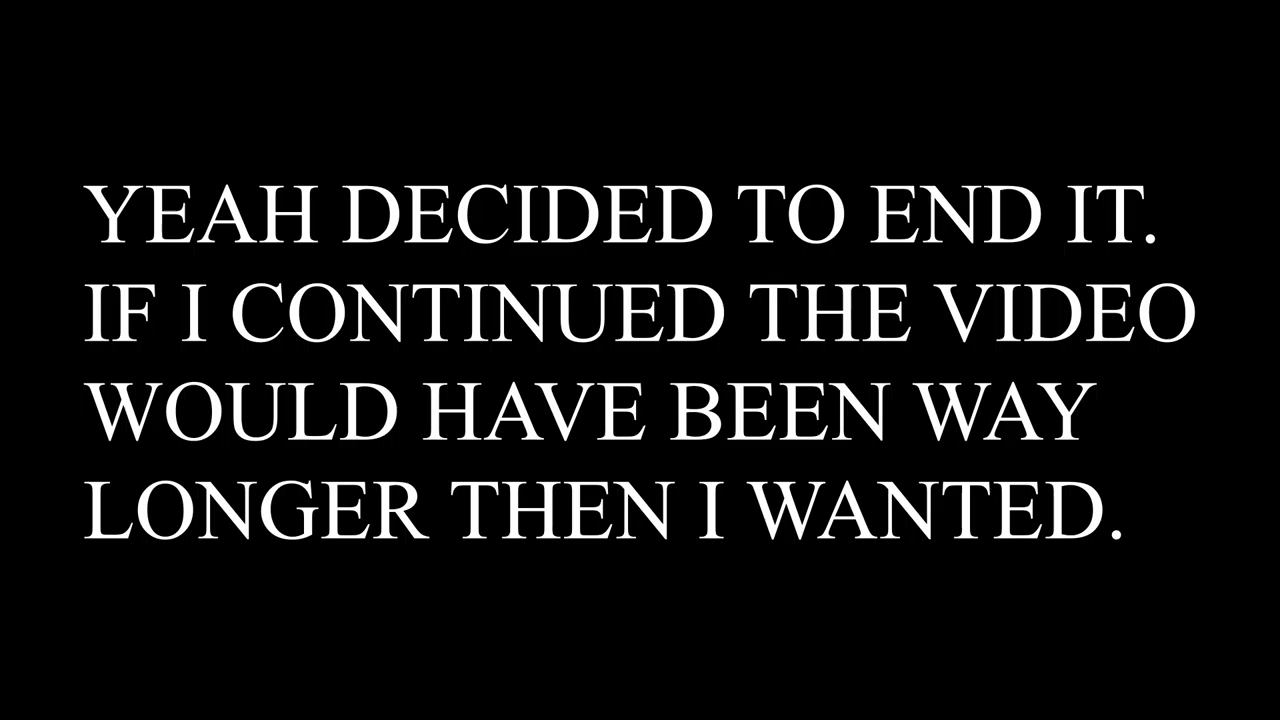 YEAH DECIDED TO END IT.
IF I CONTINUED THE VIDEO
WOULD HAVE BEEN WAY
LONGER THEN I WANTED.